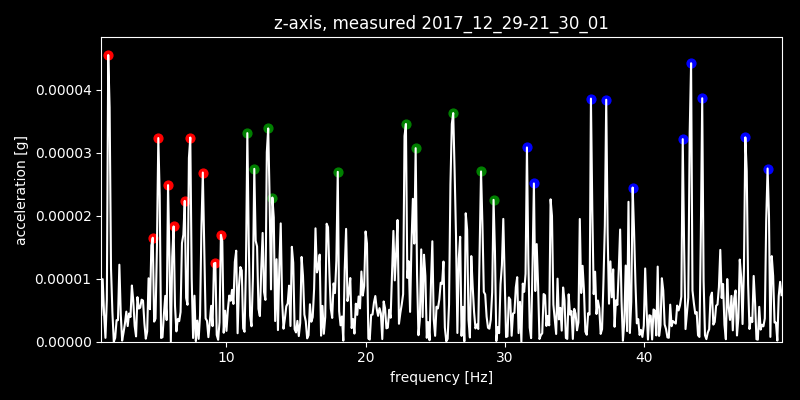 z-axis, measured 2017_12_29-21_30_01
acceleration [g]
0.00004
0.00003
0.00002
0.00001
0.00000
10 20 30 40
frequency [Hz]